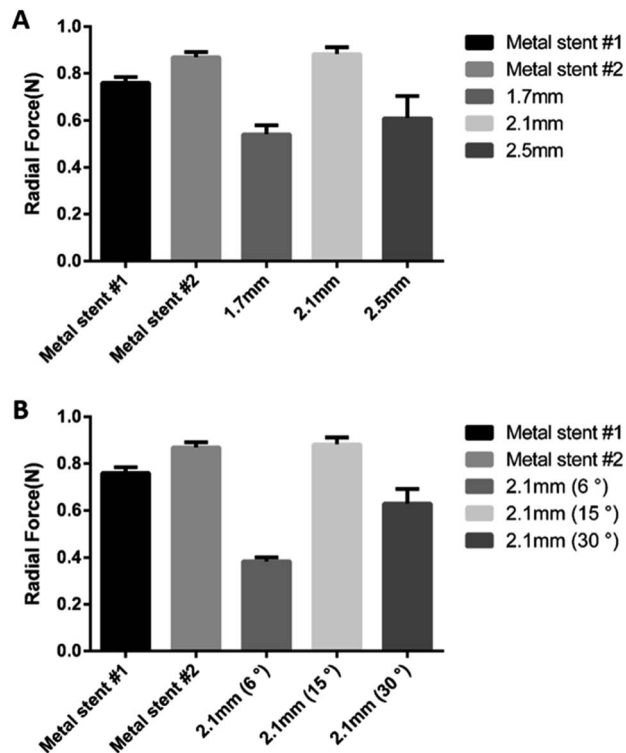 A
1.0
0.8
0.6
0.4
0.2
0.0
Radial Force(N)
Metal stent #1
Metal stent #2
1.7mm
2.1mm
2.5mm
Metal stent #1
Metal stent #2
1.7mm
2.1mm
2.5mm
B
1.0
0.8
0.6
0.4
0.2
0.0
Radial Force(N)
Metal stent #1
Metal stent #2
2.1mm (6 °)
2.1mm (15 °)
2.1mm (30 °)
Metal stent #1
Metal stent #2
2.1mm (6 °)
2.1mm (15 °)
2.1mm (30 °)